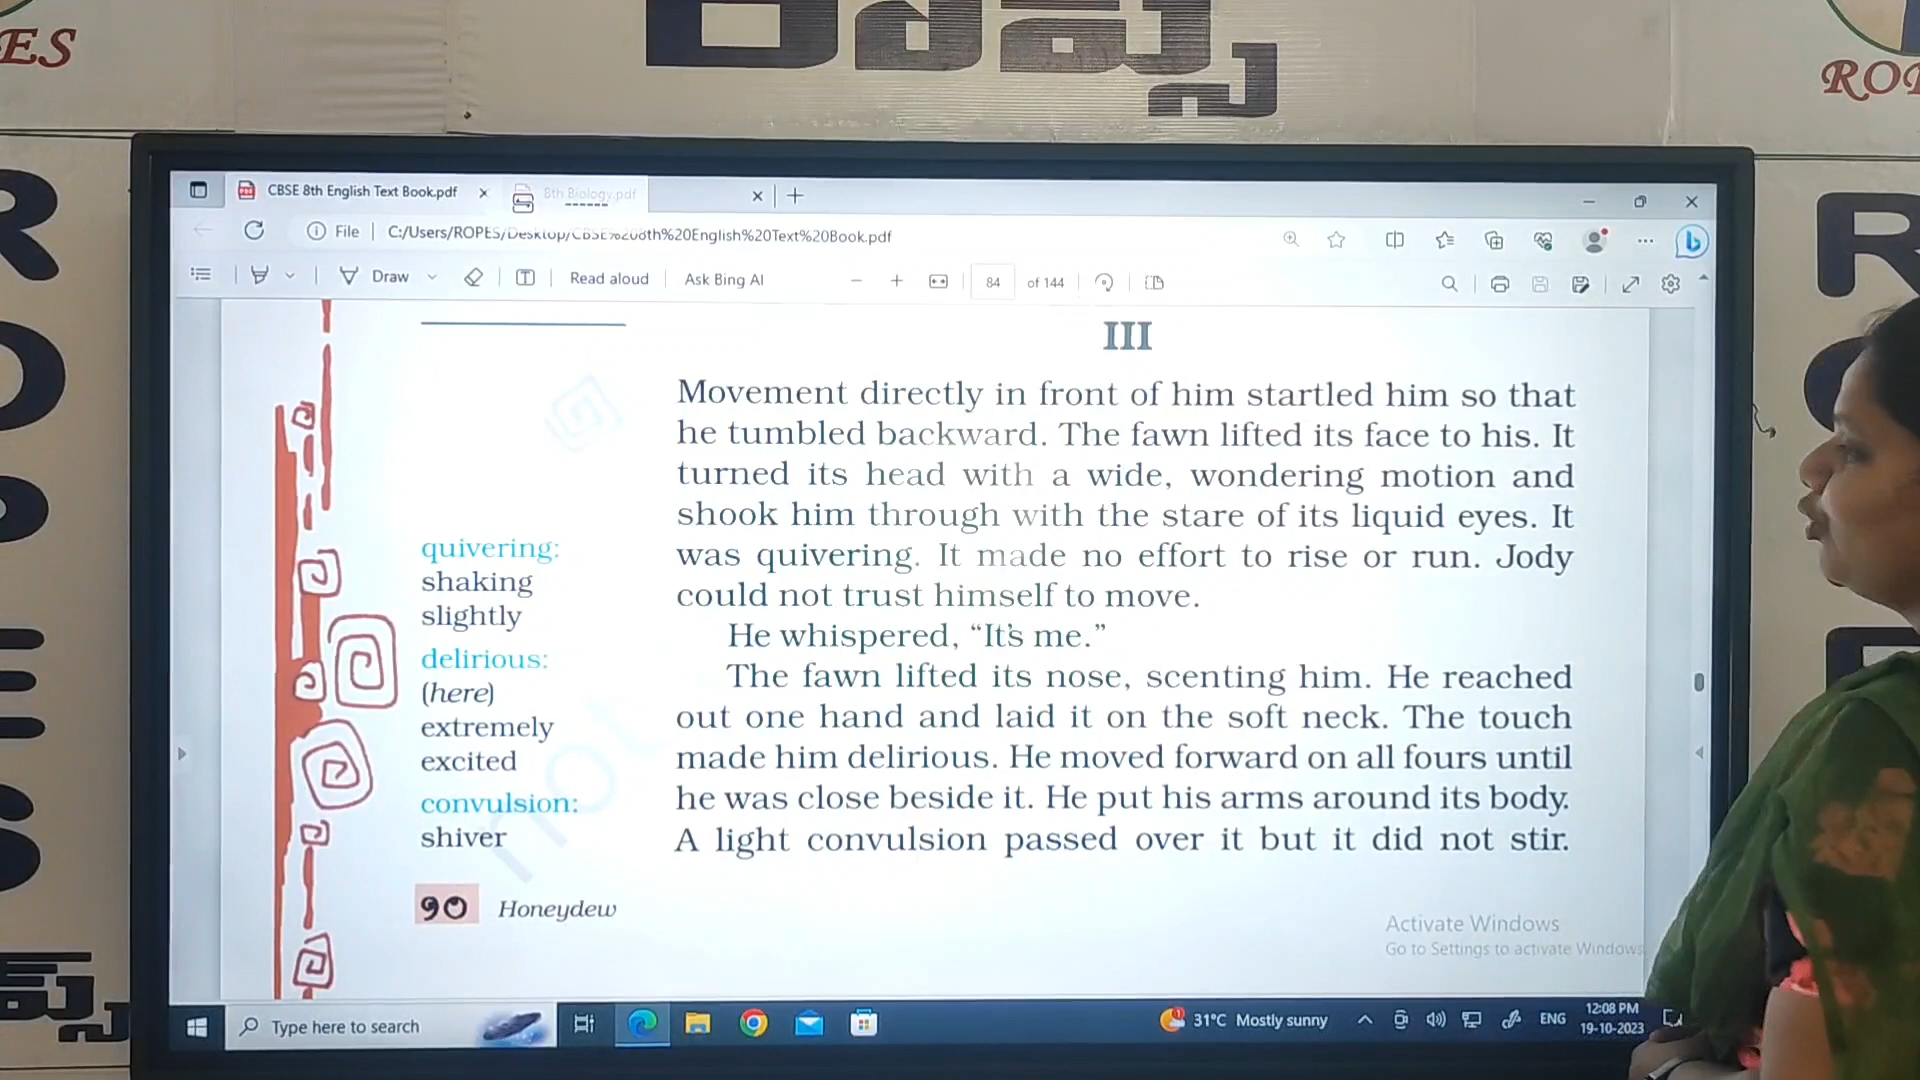 ES
రోప్స్
RO
CBSE 8th English Text Book.pdf
8th Biology.pdf
File
C:/Users/ROPES/Desktop/CBSE%208th%20English%20Text%20Book.pdf
Draw
Read aloud
Ask Bing AI
84 of 144
III
Movement directly in front of him startled him so that
he tumbled backward. The fawn lifted its face to his. It
turned its head with a wide, wondering motion and
shook him through with the stare of its liquid eyes. It
was quivering. It made no effort to rise or run. Jody
could not trust himself to move.
He whispered, “It’s me.”
The fawn lifted its nose, scenting him. He reached
out one hand and laid it on the soft neck. The touch
made him delirious. He moved forward on all fours until
he was close beside it. He put his arms around its body.
A light convulsion passed over it but it did not stir.
quivering:
shaking
slightly
delirious:
(here)
extremely
excited
convulsion:
shiver
90 Honeydew
not
Activate Windows
Go to Settings to activate Windows
Type here to search
31°C Mostly sunny
ENG
12:08 PM
19-10-2023
R
O
P
E
S
R